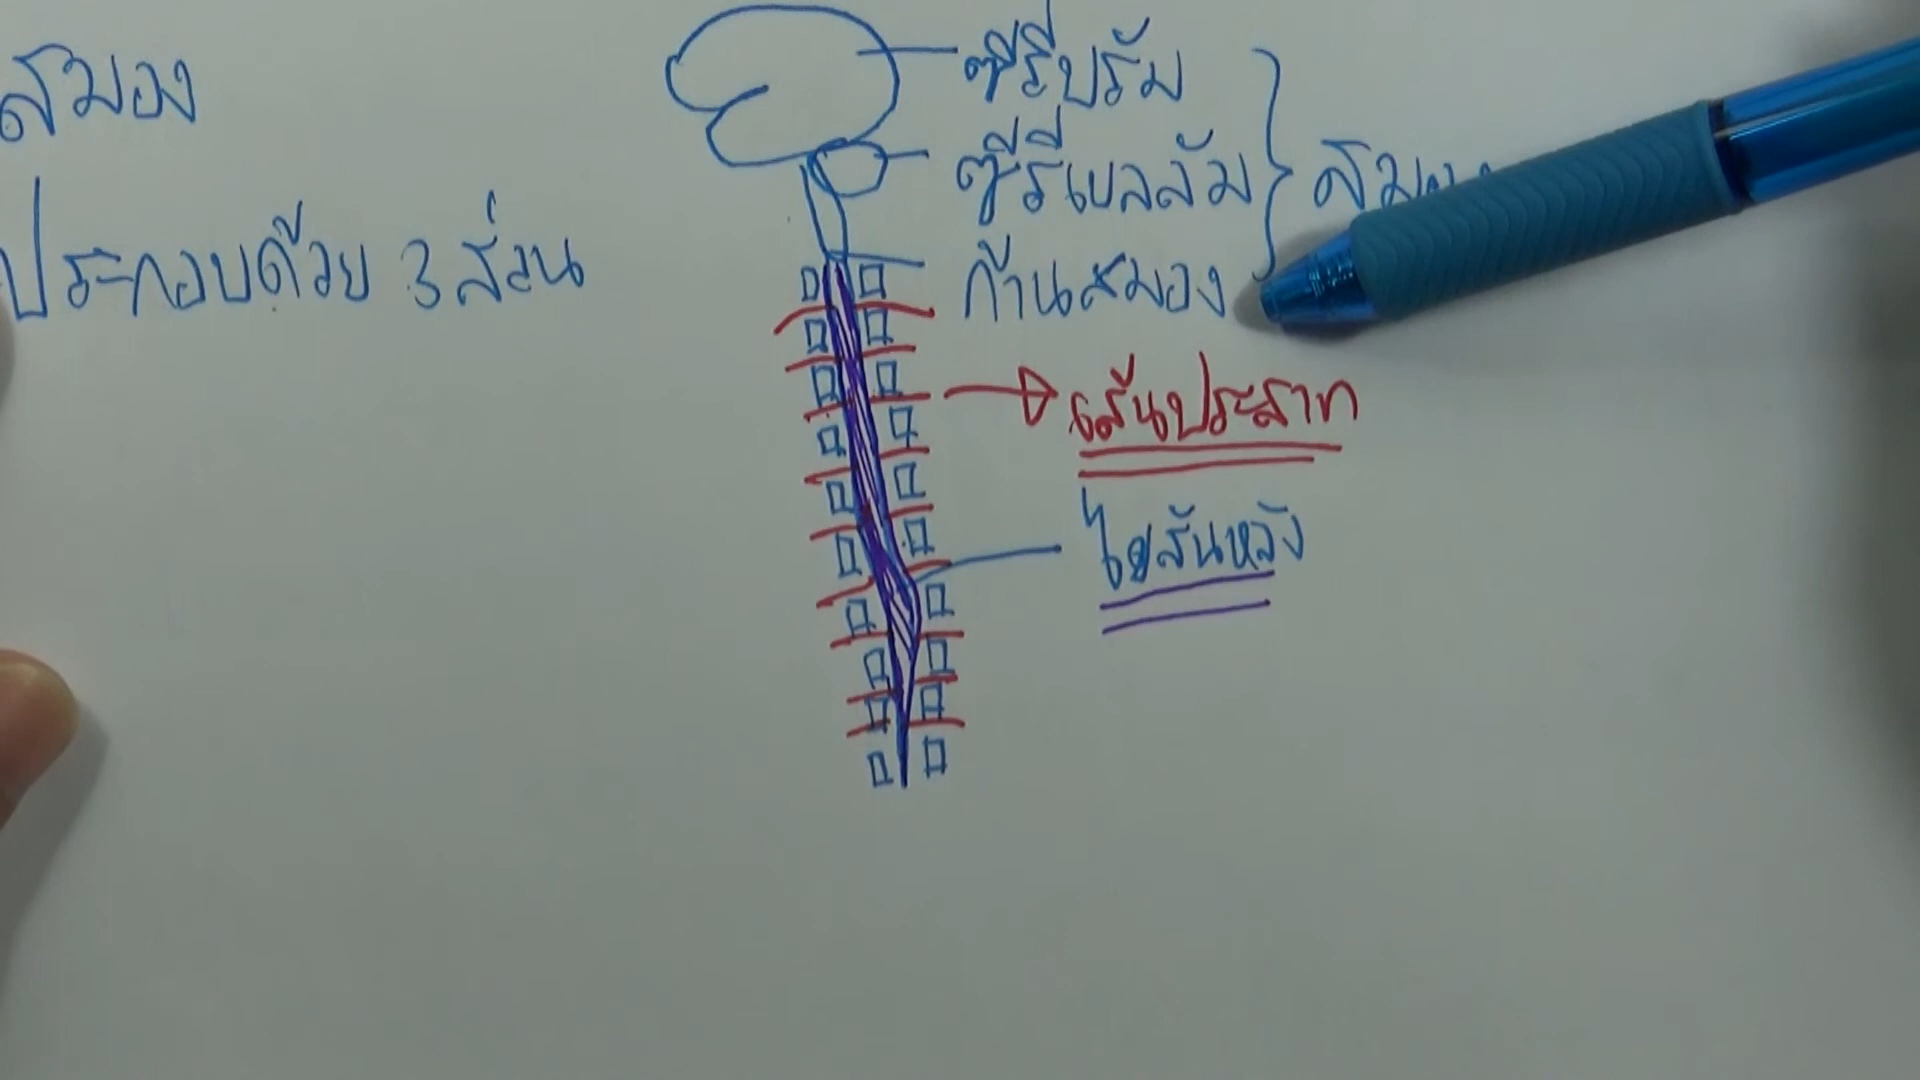 สมอง
ประกอบด้วย 3 ส่วน
ซีรีบรัม
ซีรีเบลลัม
ก้านสมอง
เส้นประสาท
ไขสันหลัง